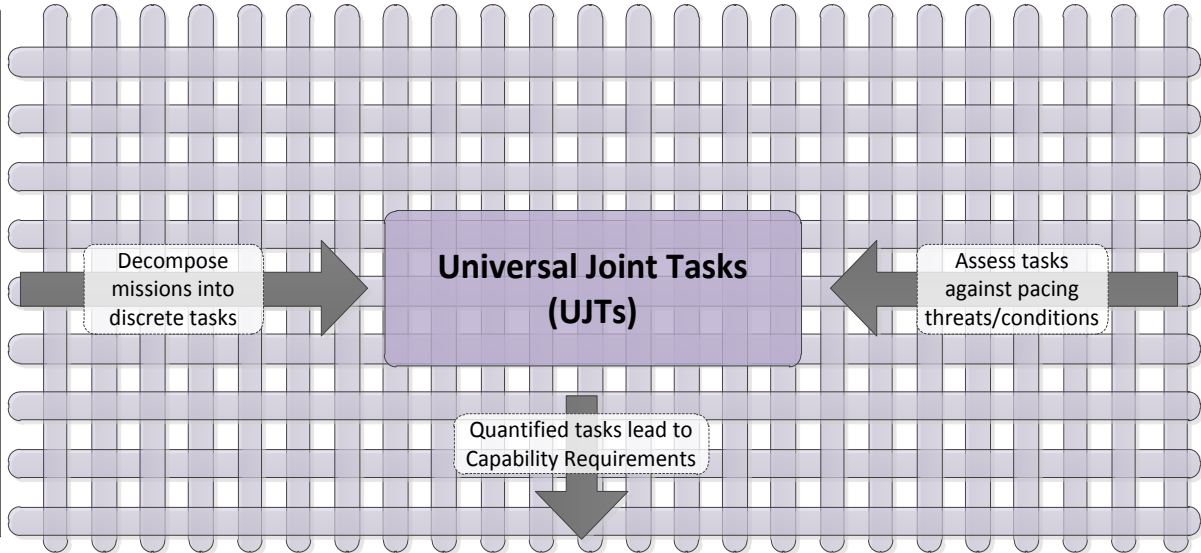 Universal Joint Tasks
(UJTs)
Decompose
missions into
discrete tasks
Assess tasks
against pacing
threats/conditions
Quantified tasks lead to
Capability Requirements